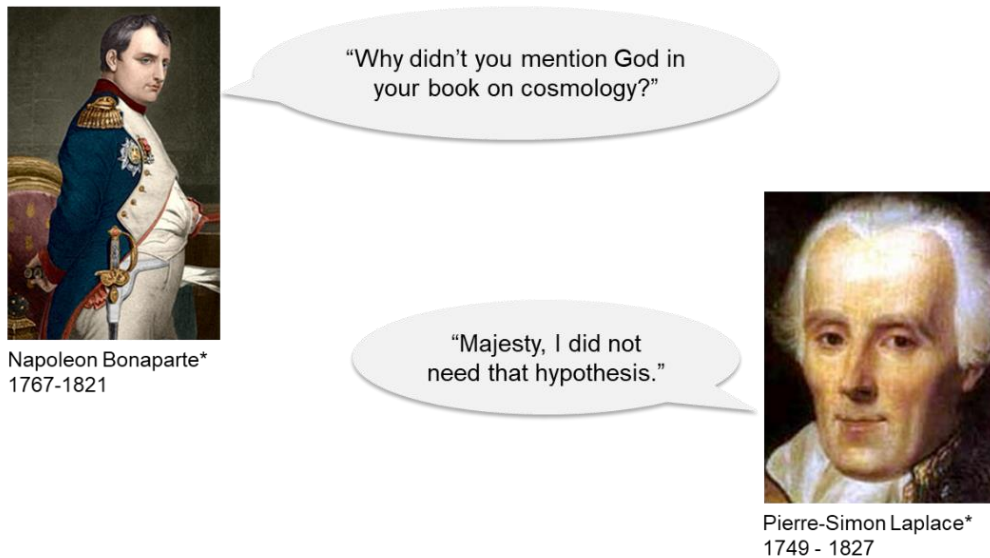 “Why didn’t you mention God in
your book on cosmology?”
Napoleon Bonaparte*
1767-1821
“Majesty, I did not
need that hypothesis.”
Pierre-Simon Laplace*
1749 - 1827